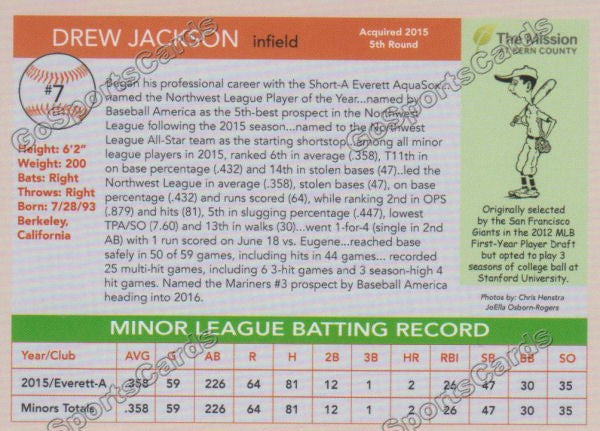 DREW JACKSON infield
Acquired 2015
5th Round
The Mission
AT KERN COUNTY
#7
Height: 6'2"
Weight: 200
Bats: Right
Throws: Right
Born: 7/28/93
Berkeley,
California
Began his professional career with the Short-A Everett AquaSox...
named the Northwest League Player of the Year...named by
Baseball America as the 5th-best prospect in the Northwest
League following the 2015 season...named to the Northwest
League All-Star team as the starting shortstop...among all minor
league players in 2015, ranked 6th in average (.358), T11th in
on base percentage (.432) and 14th in stolen bases (47)...led the
Northwest League in average (.358), stolen bases (47), on base
percentage (.432) and runs scored (64), while ranking 2nd in OPS
(.879) and hits (81), 5th in slugging percentage (.447), lowest
TPA/SO (7.60) and 13th in walks (30)...went 1-for-4 (single in 2nd
AB) with 1 run scored on June 18 vs. Eugene...reached base
safely in 50 of 59 games, including hits in 44 games... recorded
25 multi-hit games, including 6 3-hit games and 3 season-high 4
hit games. Named the Mariners #3 prospect by Baseball America
heading into 2016.
Originally selected
by the San Francisco
Giants in the 2012 MLB
First-Year Player Draft
but opted to play 3
seasons of college ball at
Stanford University.
Photos by: Chris Henstra
JoElla Osborn-Rogers
MINOR LEAGUE BATTING RECORD
Year/Club AVG G AB R H 2B 3B HR RBI SB BB SO
2015/Everett-A .358 59 226 64 81 12 1 2 26 47 30 35
Minors Totals .358 59 226 64 81 12 1 2 26 47 30 35
GoSportsCards
GoSportsCards
GoSportsCards
GoSportsCards
GoSportsCards